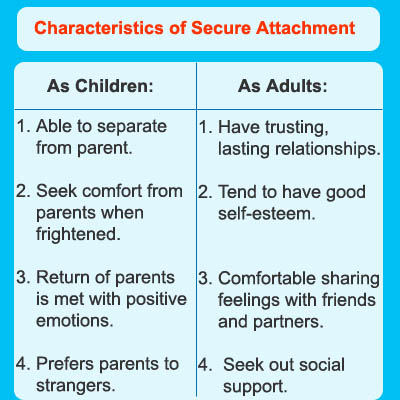 Characteristics of Secure Attachment
As Children:
1. Able to separate
from parent.
2. Seek comfort from
parents when
frightened.
3. Return of parents
is met with positive
emotions.
4. Prefers parents to
strangers.
As Adults:
1. Have trusting,
lasting relationships.
2. Tend to have good
self-esteem.
3. Comfortable sharing
feelings with friends
and partners.
4. Seek out social
support.